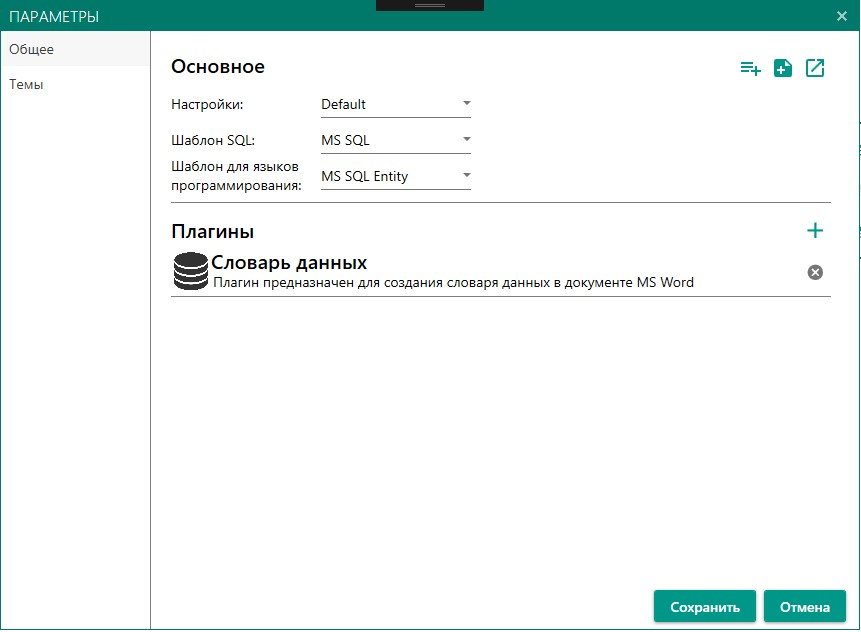 ПАРАМЕТРЫ
Общее
Темы
Основное
Настройки: Default
Шаблон SQL: MS SQL
Шаблон для языков
программирования: MS SQL Entity
Плагины
Словарь данных
Плагин предназначен для создания словаря данных в документе MS Word
Сохранить Отмена